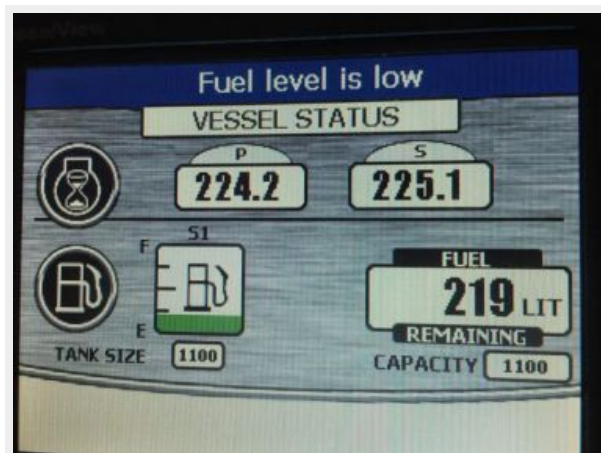 Fuel level is low
VESSEL STATUS
P S
224.2 225.1
S1
F
E
FUEL
219 LIT
REMAINING
TANK SIZE 1100
CAPACITY 1100